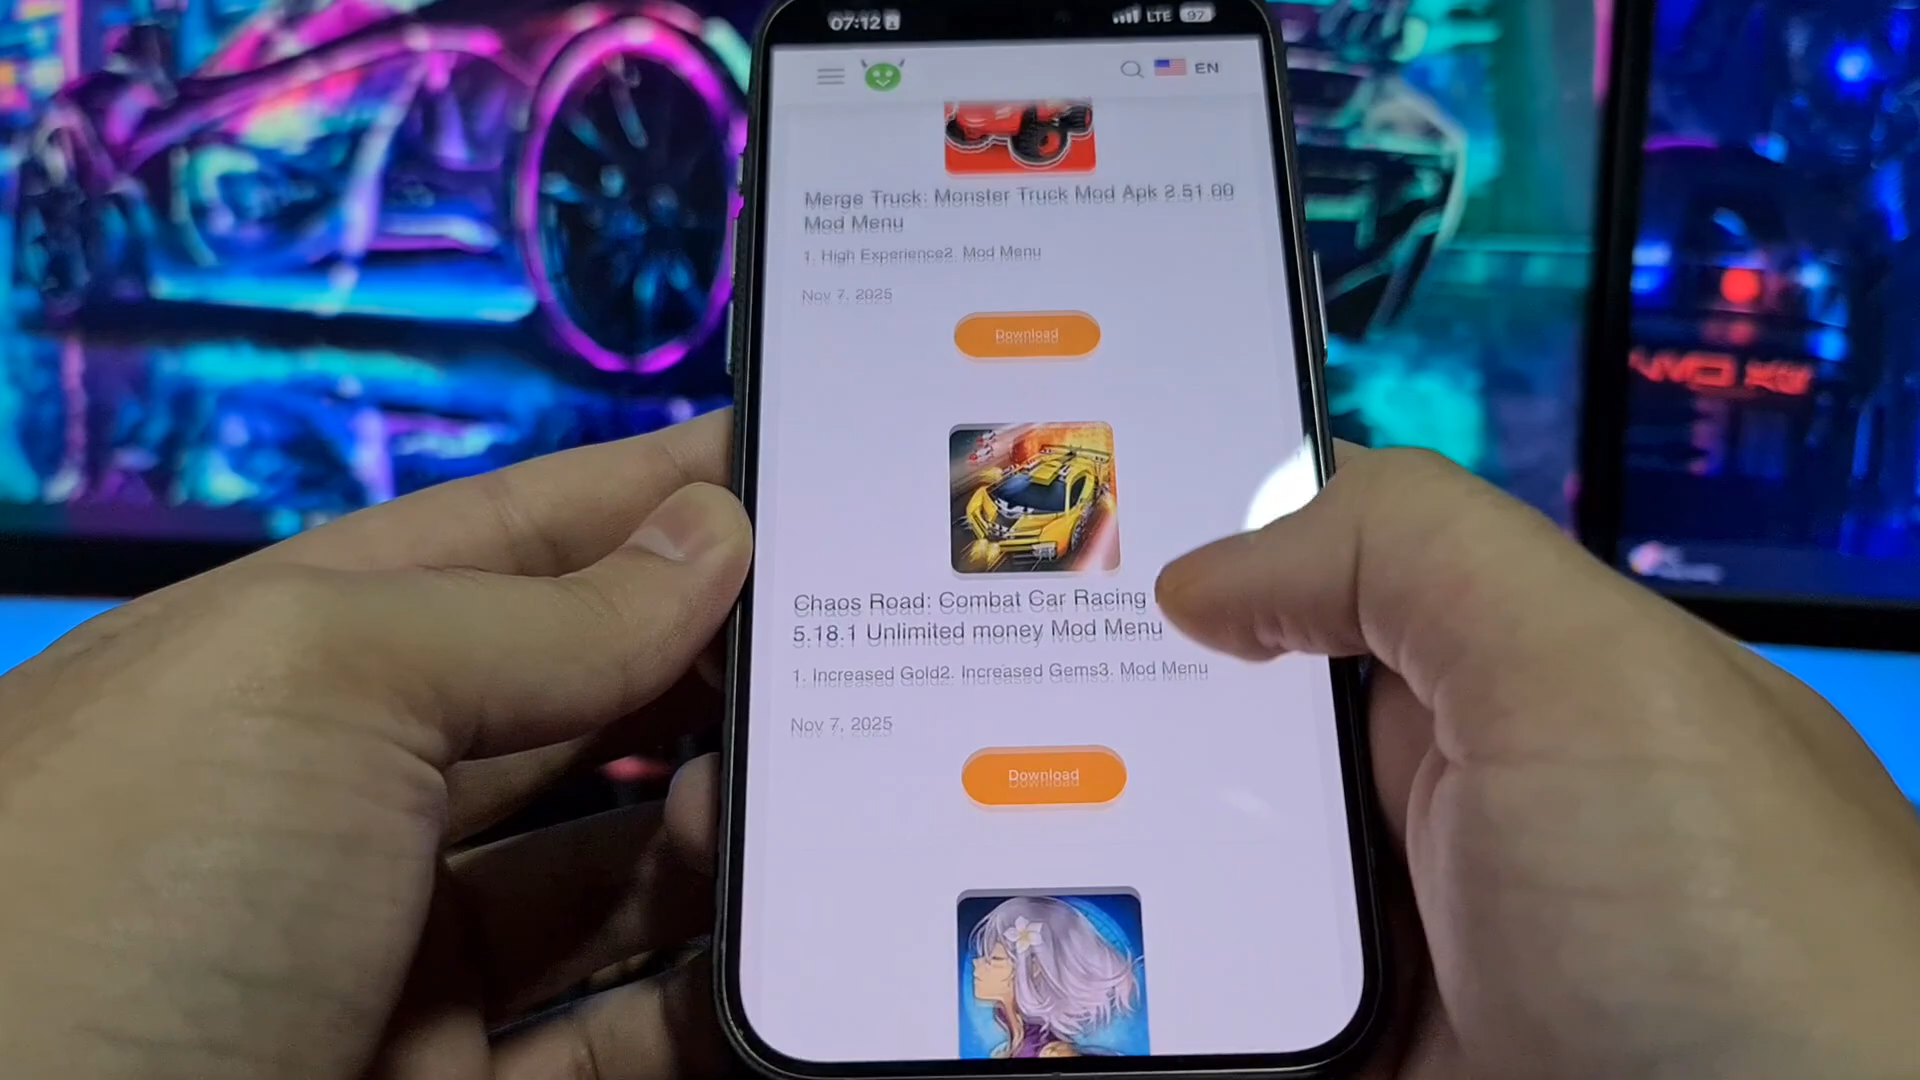 07:12
LTE 97
EN
Merge Truck: Monster Truck Mod Apk 2.51.00
Mod Menu
1. High Experience2. Mod Menu
Nov 7, 2025
Download
Chaos Road: Combat Car Racing
5.18.1 Unlimited money Mod Menu
1. Increased Gold2. Increased Gems3. Mod Menu
Nov 7, 2025
Download